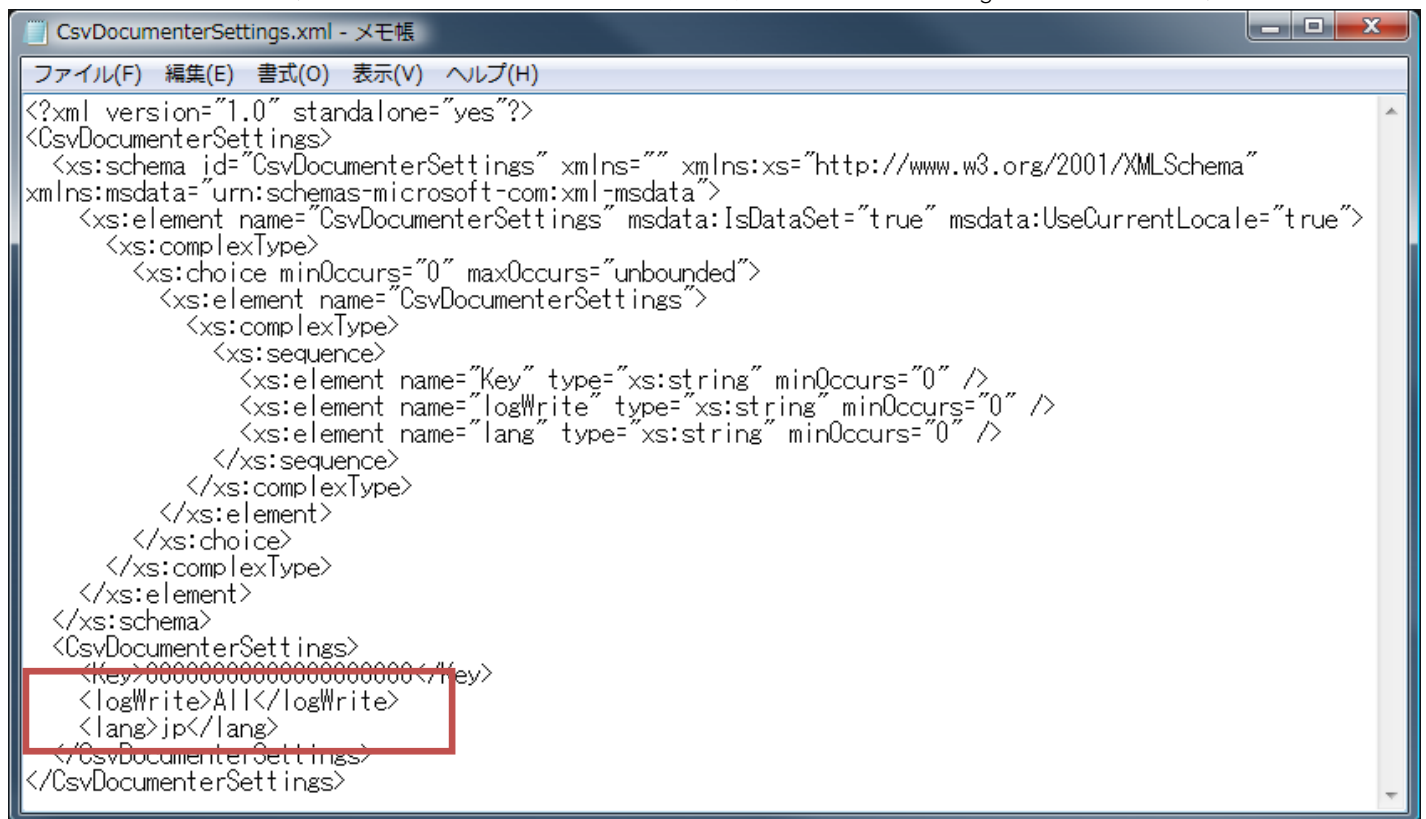 CsvDocumenterSettings.xml - メモ帳
ファイル(F) 編集(E) 書式(O) 表示(V) ヘルプ(H)
<?xml version="1.0" standalone="yes"?>
<CsvDocumenterSettings>
  <xs:schema id="CsvDocumenterSettings" xmlns="" xmlns:xs="http://www.w3.org/2001/XMLSchema"
xmlns:msdata="urn:schemas-microsoft-com:xml-msdata">
    <xs:element name="CsvDocumenterSettings" msdata:IsDataSet="true" msdata:UseCurrentLocale="true">
      <xs:complexType>
        <xs:choice minOccurs="0" maxOccurs="unbounded">
          <xs:element name="CsvDocumenterSettings">
            <xs:complexType>
              <xs:sequence>
                <xs:element name="Key" type="xs:string" minOccurs="0" />
                <xs:element name="logWrite" type="xs:string" minOccurs="0" />
                <xs:element name="lang" type="xs:string" minOccurs="0" />
              </xs:sequence>
            </xs:complexType>
          </xs:element>
        </xs:choice>
      </xs:complexType>
    </xs:element>
  </xs:schema>
  <CsvDocumenterSettings>
    <Key>00000000000000000000</Key>
    <logWrite>All</logWrite>
    <lang>jp</lang>
  </CsvDocumenterSettings>
</CsvDocumenterSettings>